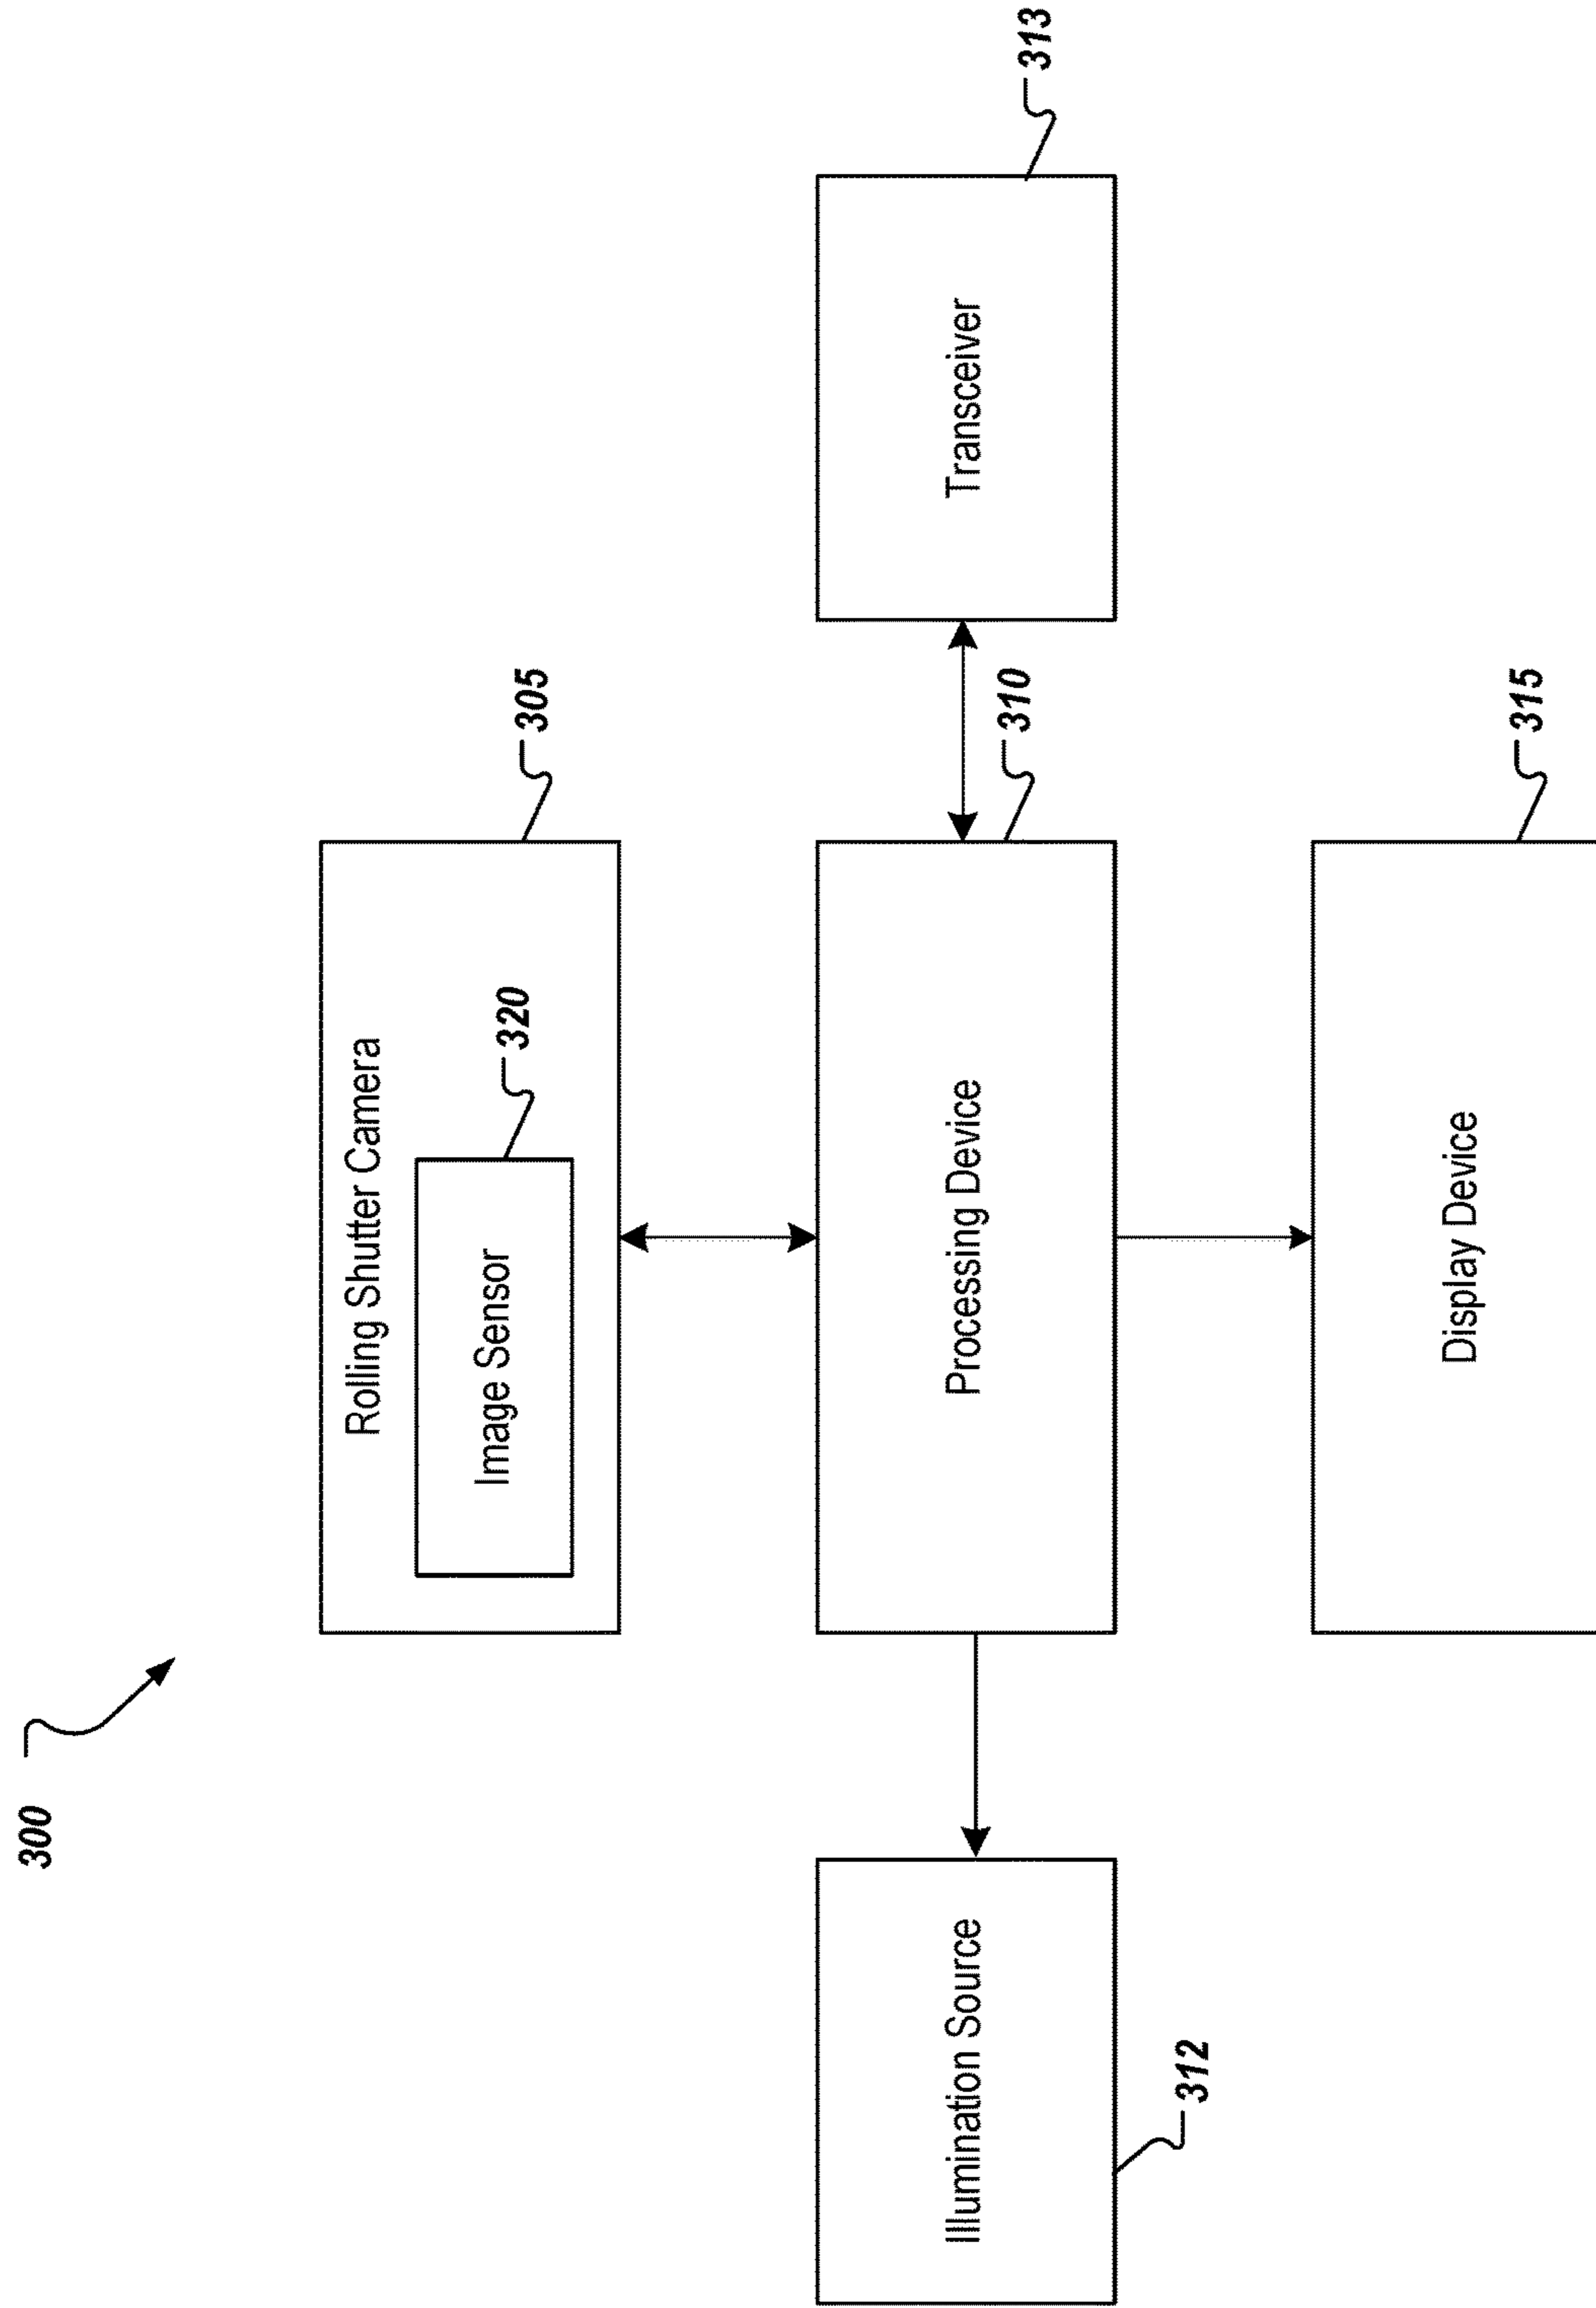 300
Rolling Shutter Camera
305
Image Sensor
320
Illumination Source
312
Processing Device
310
Transceiver
313
Display Device
315